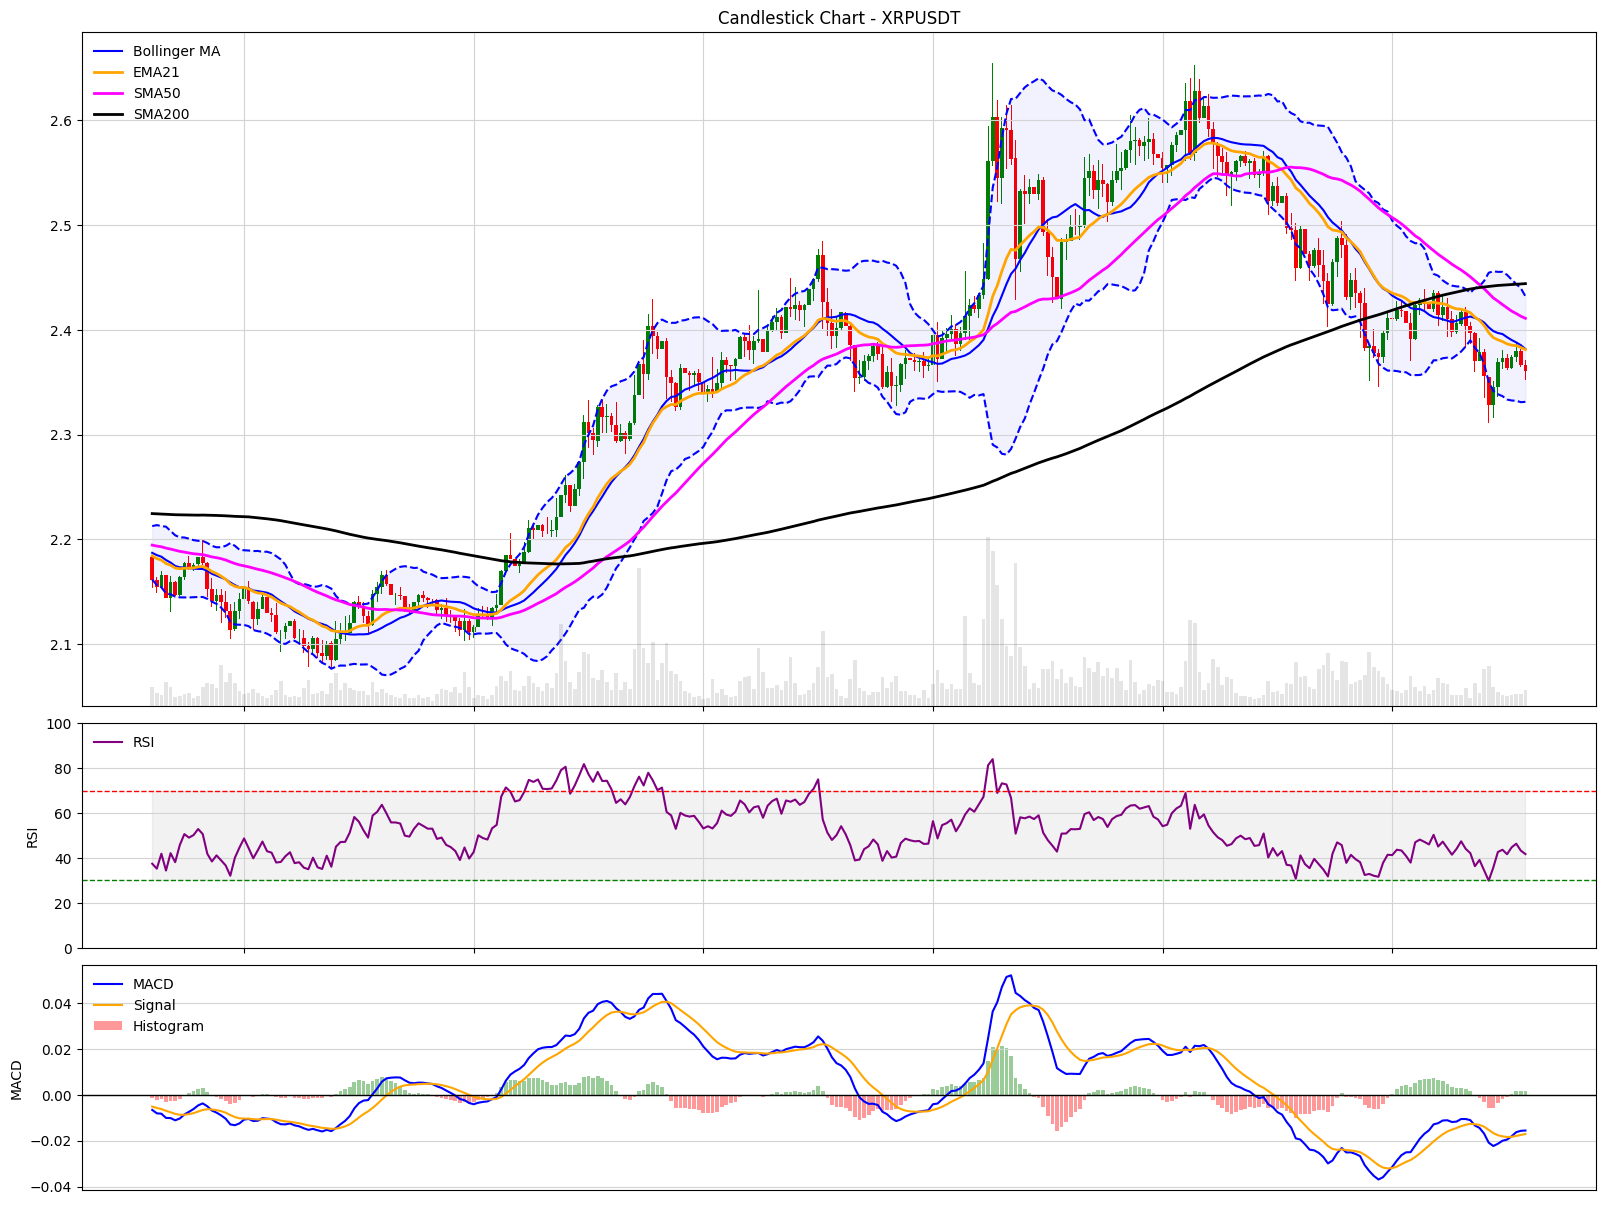 Candlestick Chart - XRPUSDT
Bollinger MA
EMA21
SMA50
SMA200
2.6
2.5
2.4
2.3
2.2
2.1
100
80
60
40
20
0
RSI
RSI
0.04
0.02
0.00
−0.02
−0.04
MACD
MACD
Signal
Histogram